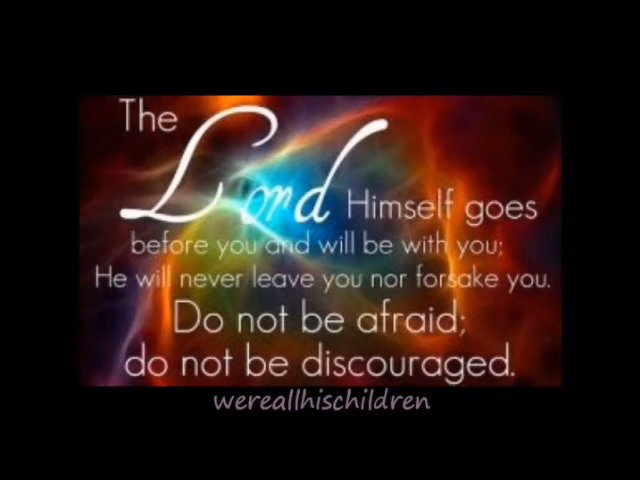 The
Lord Himself goes
before you and will be with you;
He will never leave you nor forsake you.
Do not be afraid;
do not be discouraged.
wereallhischildren